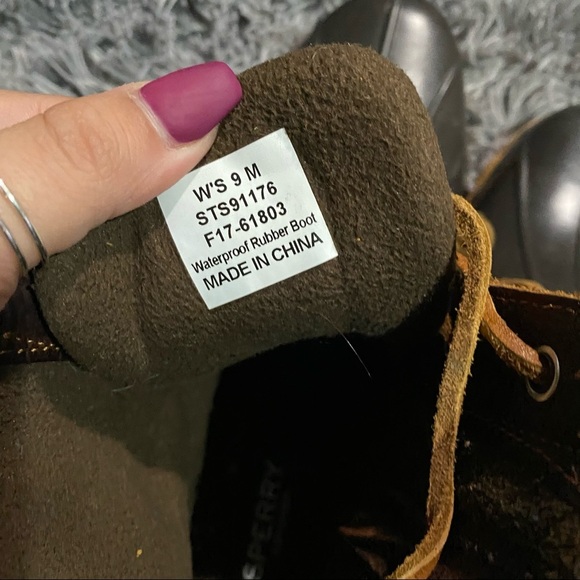 W'S 9 M
STS91176
F17-61803
Waterproof Rubber Boot
MADE IN CHINA
SPERRY